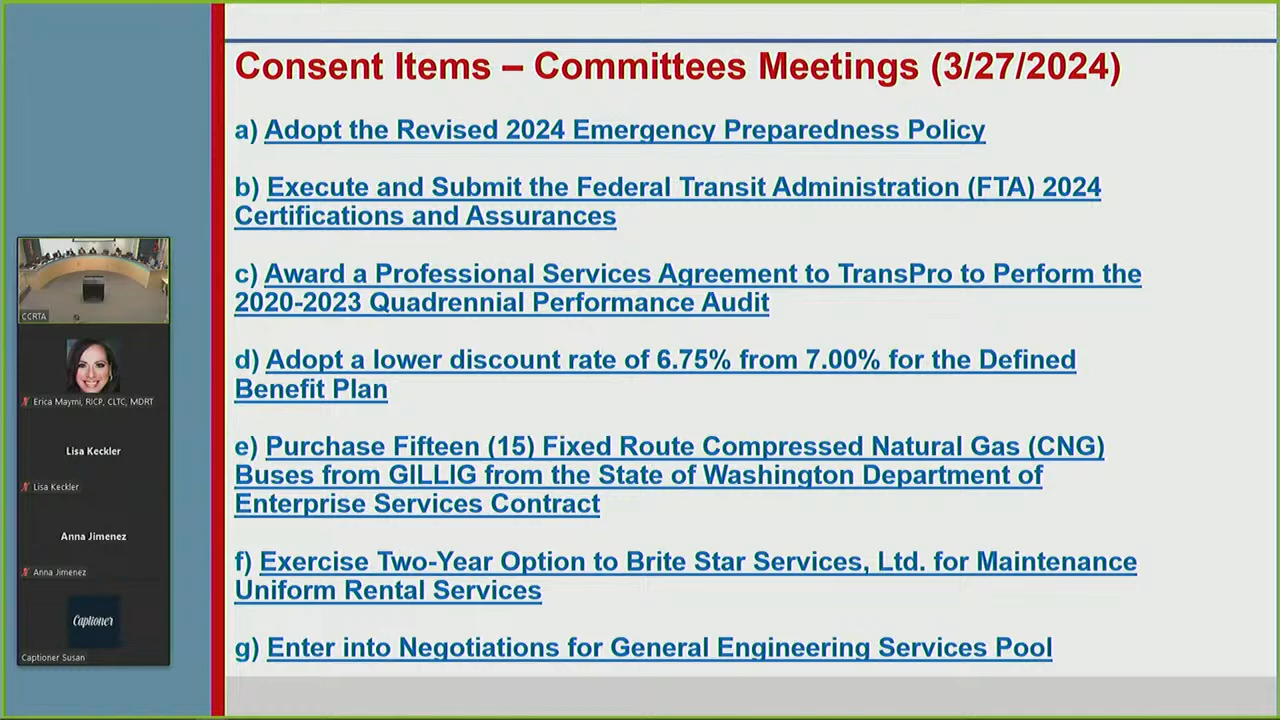 Consent Items – Committees Meetings (3/27/2024)
a) Adopt the Revised 2024 Emergency Preparedness Policy
b) Execute and Submit the Federal Transit Administration (FTA) 2024
Certifications and Assurances
c) Award a Professional Services Agreement to TransPro to Perform the
2020-2023 Quadrennial Performance Audit
d) Adopt a lower discount rate of 6.75% from 7.00% for the Defined
Benefit Plan
e) Purchase Fifteen (15) Fixed Route Compressed Natural Gas (CNG)
Buses from GILLIG from the State of Washington Department of
Enterprise Services Contract
f) Exercise Two-Year Option to Brite Star Services, Ltd. for Maintenance
Uniform Rental Services
g) Enter into Negotiations for General Engineering Services Pool
CCRTA
Erica Maymi, RICP, CLTC, MDRT
Lisa Keckler
Lisa Keckler
Anna Jimenez
Anna Jimenez
Captioner
Captioner Susan